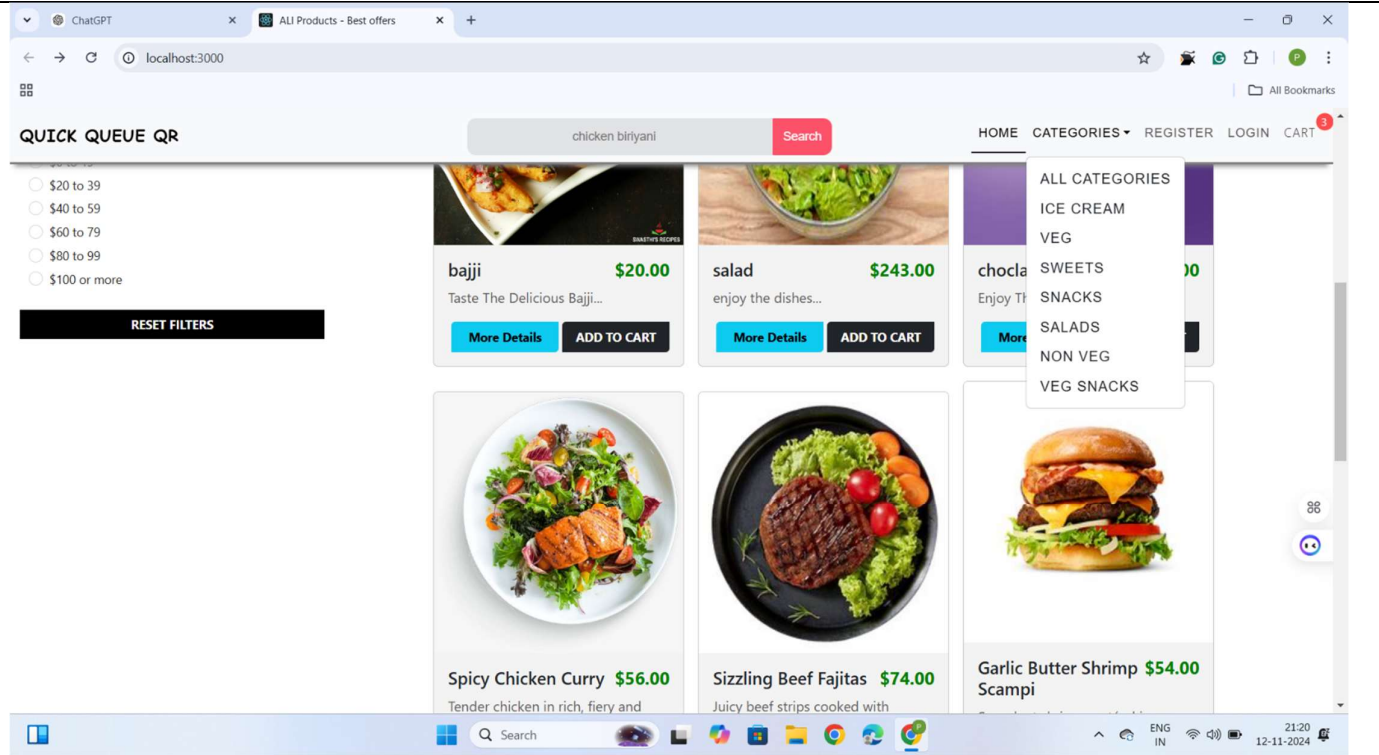 ChatGPT
ALI Products - Best offers
localhost:3000
All Bookmarks
QUICK QUEUE QR
chicken biriyani
Search
HOME CATEGORIES REGISTER LOGIN CART 3
$20 to 39
$40 to 59
$60 to 79
$80 to 99
$100 or more
RESET FILTERS
ALL CATEGORIES
ICE CREAM
VEG
SWEETS
SNACKS
SALADS
NON VEG
VEG SNACKS
bajji $20.00
Taste The Delicious Bajji...
More Details ADD TO CART
salad $243.00
enjoy the dishes...
More Details ADD TO CART
Spicy Chicken Curry $56.00
Tender chicken in rich, fiery and
Sizzling Beef Fajitas $74.00
Juicy beef strips cooked with
Garlic Butter Shrimp $54.00
Scampi
Search
ENG
IN
21:20
12-11-2024